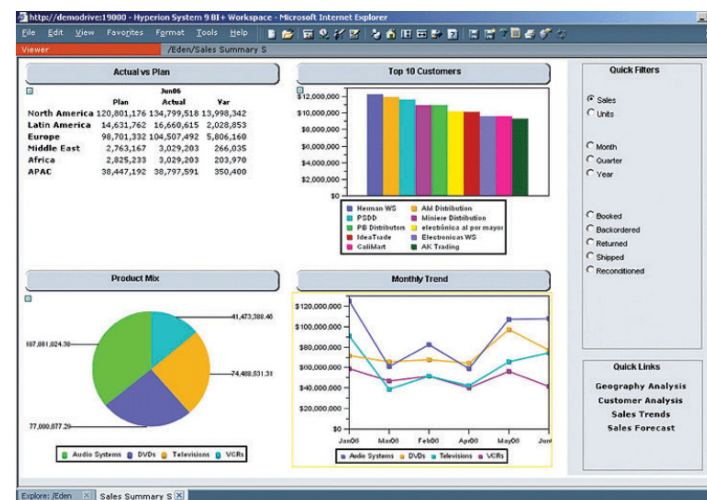 http://demodrive:19000 - Hyperion System 9 BI+ Workspace - Microsoft Internet Explorer
File Edit View Favorites Format Tools Help
Viewer /Eden/Sales Summary S
Actual vs Plan
Jun06
Plan Actual Var
North America 120,801,176 134,799,518 13,998,342
Latin America 14,631,762 16,660,615 2,028,853
Europe 98,701,332 104,507,492 5,806,160
Middle East 2,763,167 3,029,203 266,035
Africa 2,825,233 3,029,203 203,970
APAC 38,447,192 38,797,591 350,400
Top 10 Customers
$12,000,000
$10,000,000
$8,000,000
$6,000,000
$4,000,000
$2,000,000
$0
Herman WS AM Distribution
PSDD Miniere Distribution
PB Distributors electrónica al por mayor
IdeaTrade Electronicas WS
CaliMart AK Trading
Quick Filters
Sales
Units
Month
Quarter
Year
Booked
Backordered
Returned
Shipped
Reconditioned
Product Mix
41,473,388.40
74,488,531.31
77,000,877.29
Audio Systems DVDs Televisions VCRs
Monthly Trend
$120,000,000
$100,000,000
$80,000,000
$60,000,000
$40,000,000
$20,000,000
$0
Jan06 Mar06 Feb06 Apr06 May06
Audio Systems DVDs Televisions VCRs
Quick Links
Geography Analysis
Customer Analysis
Sales Trends
Sales Forecast
Explore: /Eden Sales Summary S